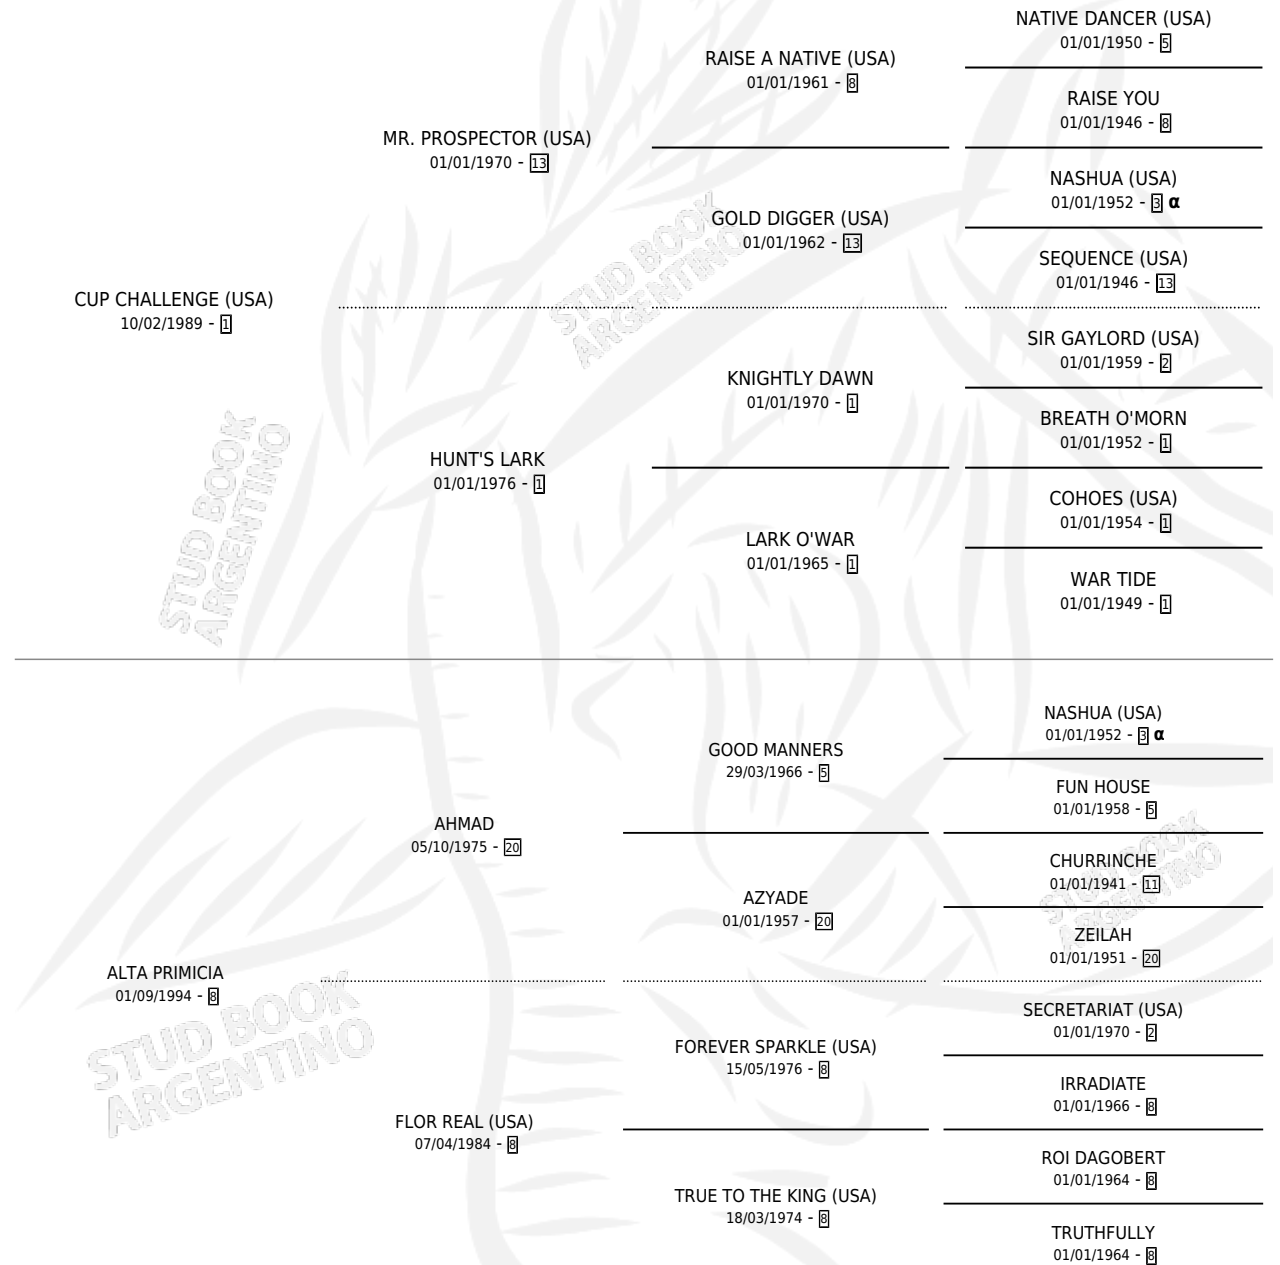 NATIVE DANCER (USA)
01/01/1950 - 5
RAISE A NATIVE (USA)
01/01/1961 - 8
RAISE YOU
01/01/1946 - 8
MR. PROSPECTOR (USA)
01/01/1970 - 13
NASHUA (USA)
01/01/1952 - 3 α
GOLD DIGGER (USA)
01/01/1962 - 13
SEQUENCE (USA)
01/01/1946 - 13
CUP CHALLENGE (USA)
10/02/1989 - 1
SIR GAYLORD (USA)
01/01/1959 - 2
KNIGHTLY DAWN
01/01/1970 - 1
BREATH O'MORN
01/01/1952 - 1
HUNT'S LARK
01/01/1976 - 1
COHOES (USA)
01/01/1954 - 1
LARK O'WAR
01/01/1965 - 1
WAR TIDE
01/01/1949 - 1
NASHUA (USA)
01/01/1952 - 3 α
GOOD MANNERS
29/03/1966 - 5
FUN HOUSE
01/01/1958 - 5
AHMAD
05/10/1975 - 20
CHURRINCHE
01/01/1941 - 11
AZYADE
01/01/1957 - 20
ZEILAH
01/01/1951 - 20
ALTA PRIMICIA
01/09/1994 - 8
SECRETARIAT (USA)
01/01/1970 - 2
FOREVER SPARKLE (USA)
15/05/1976 - 8
IRRADIATE
01/01/1966 - 8
FLOR REAL (USA)
07/04/1984 - 8
ROI DAGOBERT
01/01/1964 - 8
TRUE TO THE KING (USA)
18/03/1974 - 8
TRUTHFULLY
01/01/1964 - 8
STUD BOOK
ARGENTINO
STUD BOOK
ARGENTINO
STUD BOOK
ARGENTINO
STUD BOOK
ARGENTINO